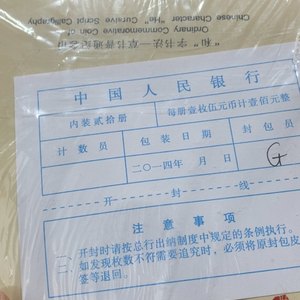 "和"字书法—草书普通纪念币
Ordinary Commemorative Coin of
Chinese Character "He" Cursive Script Calligraphy
中国人民银行
内装贰拾册
每册壹枚伍元币计壹佰元整
计数员
包装日期
封
二〇一四年 月 日
开 封 线
注意事项
一、开封时请按总行出纳制度中规定的条例执行。
二、如发现枚数不符需要追究时，必须将原封包皮
签等退回。